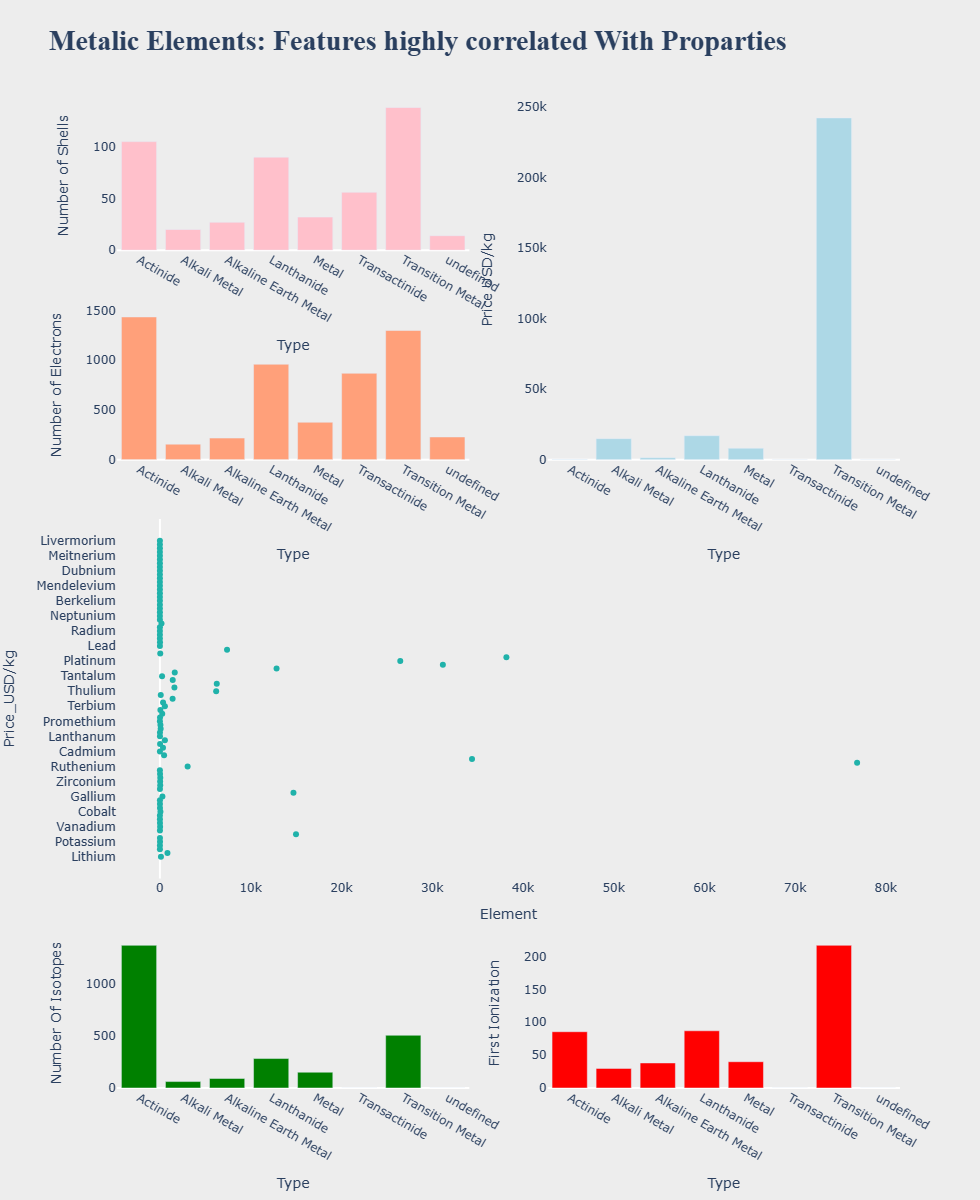 Metalic Elements: Features highly correlated With Proparties
Number of Shells
100
50
0
Actinide
Alkali Metal
Alkaline Earth Metal
Lanthanide
Metal
Transactinide
Transition Metal
undefined
Type
Price_USD/kg
250k
200k
150k
100k
50k
0
Actinide
Alkali Metal
Alkaline Earth Metal
Lanthanide
Metal
Transactinide
Transition Metal
undefined
Type
Number of Electrons
1500
1000
500
0
Actinide
Alkali Metal
Alkaline Earth Metal
Lanthanide
Metal
Transactinide
Transition Metal
undefined
Type
Price_USD/kg
Livermorium
Meitnerium
Dubnium
Mendelevium
Berkelium
Neptunium
Radium
Lead
Platinum
Tantalum
Thulium
Terbium
Promethium
Lanthanum
Cadmium
Ruthenium
Zirconium
Gallium
Cobalt
Vanadium
Potassium
Lithium
0 10k 20k 30k 40k 50k 60k 70k 80k
Element
Number Of Isotopes
1000
500
0
Actinide
Alkali Metal
Alkaline Earth Metal
Lanthanide
Metal
Transactinide
Transition Metal
undefined
Type
First Ionization
200
150
100
50
0
Actinide
Alkali Metal
Alkaline Earth Metal
Lanthanide
Metal
Transactinide
Transition Metal
undefined
Type